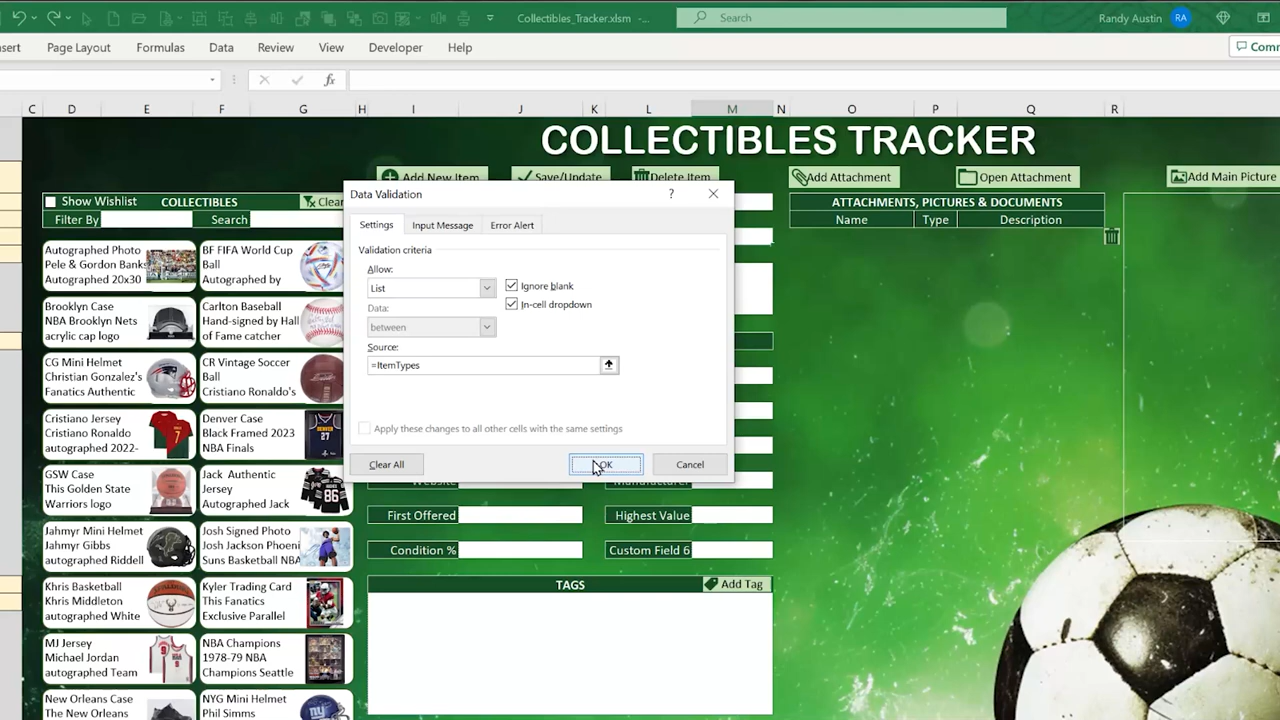 Collectibles_Tracker.xlsm -...
Search
Randy Austin
RA
Page Layout
Formulas
Data
Review
View
Developer
Help
fx
C D E F G H I J K L M N O P Q R
COLLECTIBLES TRACKER
Add New Item
Save/Update
Delete Item
Add Attachment
Open Attachment
Add Main Picture
Show Wishlist
COLLECTIBLES
Clear
Filter By
Search
ATTACHMENTS, PICTURES & DOCUMENTS
Name
Type
Description
Data Validation
?
Settings
Input Message
Error Alert
Validation criteria
Allow:
List
Ignore blank
In-cell dropdown
Data:
between
Source:
=ItemTypes
Apply these changes to all other cells with the same settings
Clear All
OK
Cancel
Autographed Photo
Pele & Gordon Bank
Autographed 20x30
BF FIFA World Cup
Ball
Autographed by
Brooklyn Case
NBA Brooklyn Nets
acrylic cap logo
Carlton Baseball
Hand-signed by Hall
of Fame catcher
CG Mini Helmet
Christian Gonzalez's
Fanatics Authentic
CR Vintage Soccer
Ball
Cristiano Ronaldo's
Cristiano Jersey
Cristiano Ronaldo
autographed 2022-
Denver Case
Black Framed 2023
NBA Finals
GSW Case
This Golden State
Warriors logo
Jack Authentic
Jersey
Autographed Jack
Jahmyr Mini Helmet
Jahmyr Gibbs
autographed Riddell
Josh Signed Photo
Josh Jackson Phoeni
Suns Basketball NBA
Khris Basketball
Khris Middleton
autographed White
Kyler Trading Card
This Fanatics
Exclusive Parallel
MJ Jersey
Michael Jordan
autographed Team
NBA Champions
1978-79 NBA
Champions Seattle
New Orleans Case
The New Orleans
NYG Mini Helmet
Phil Simms
Website
Manufacturer
First Offered
Highest Value
Condition %
Custom Field 6
TAGS
Add Tag